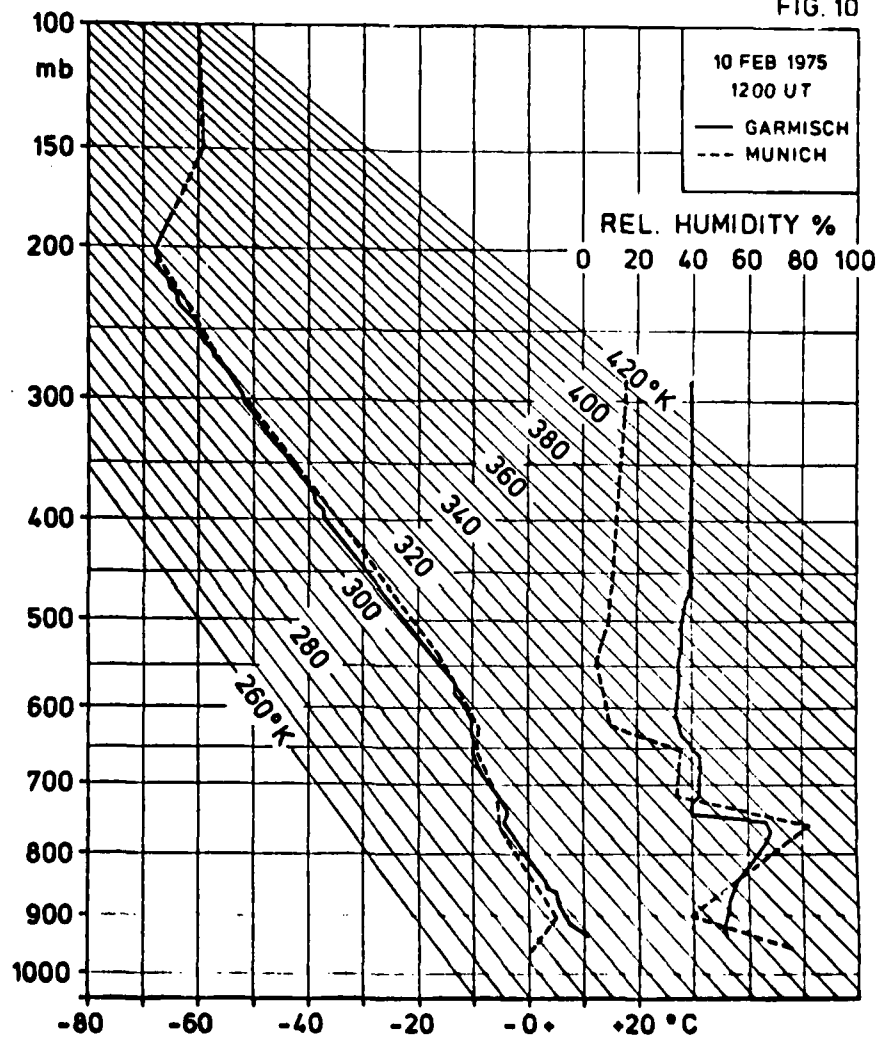 FIG. 10
100
mb
150
200
300
400
500
600
700
800
900
1000
10 FEB 1975
1200 UT
GARMISCH
MUNICH
REL. HUMIDITY %
0 20 40 60 80 100
420°K
400
380
360
340
320
300
280
260°K
-80 -60 -40 -20 -0+ +20 °C